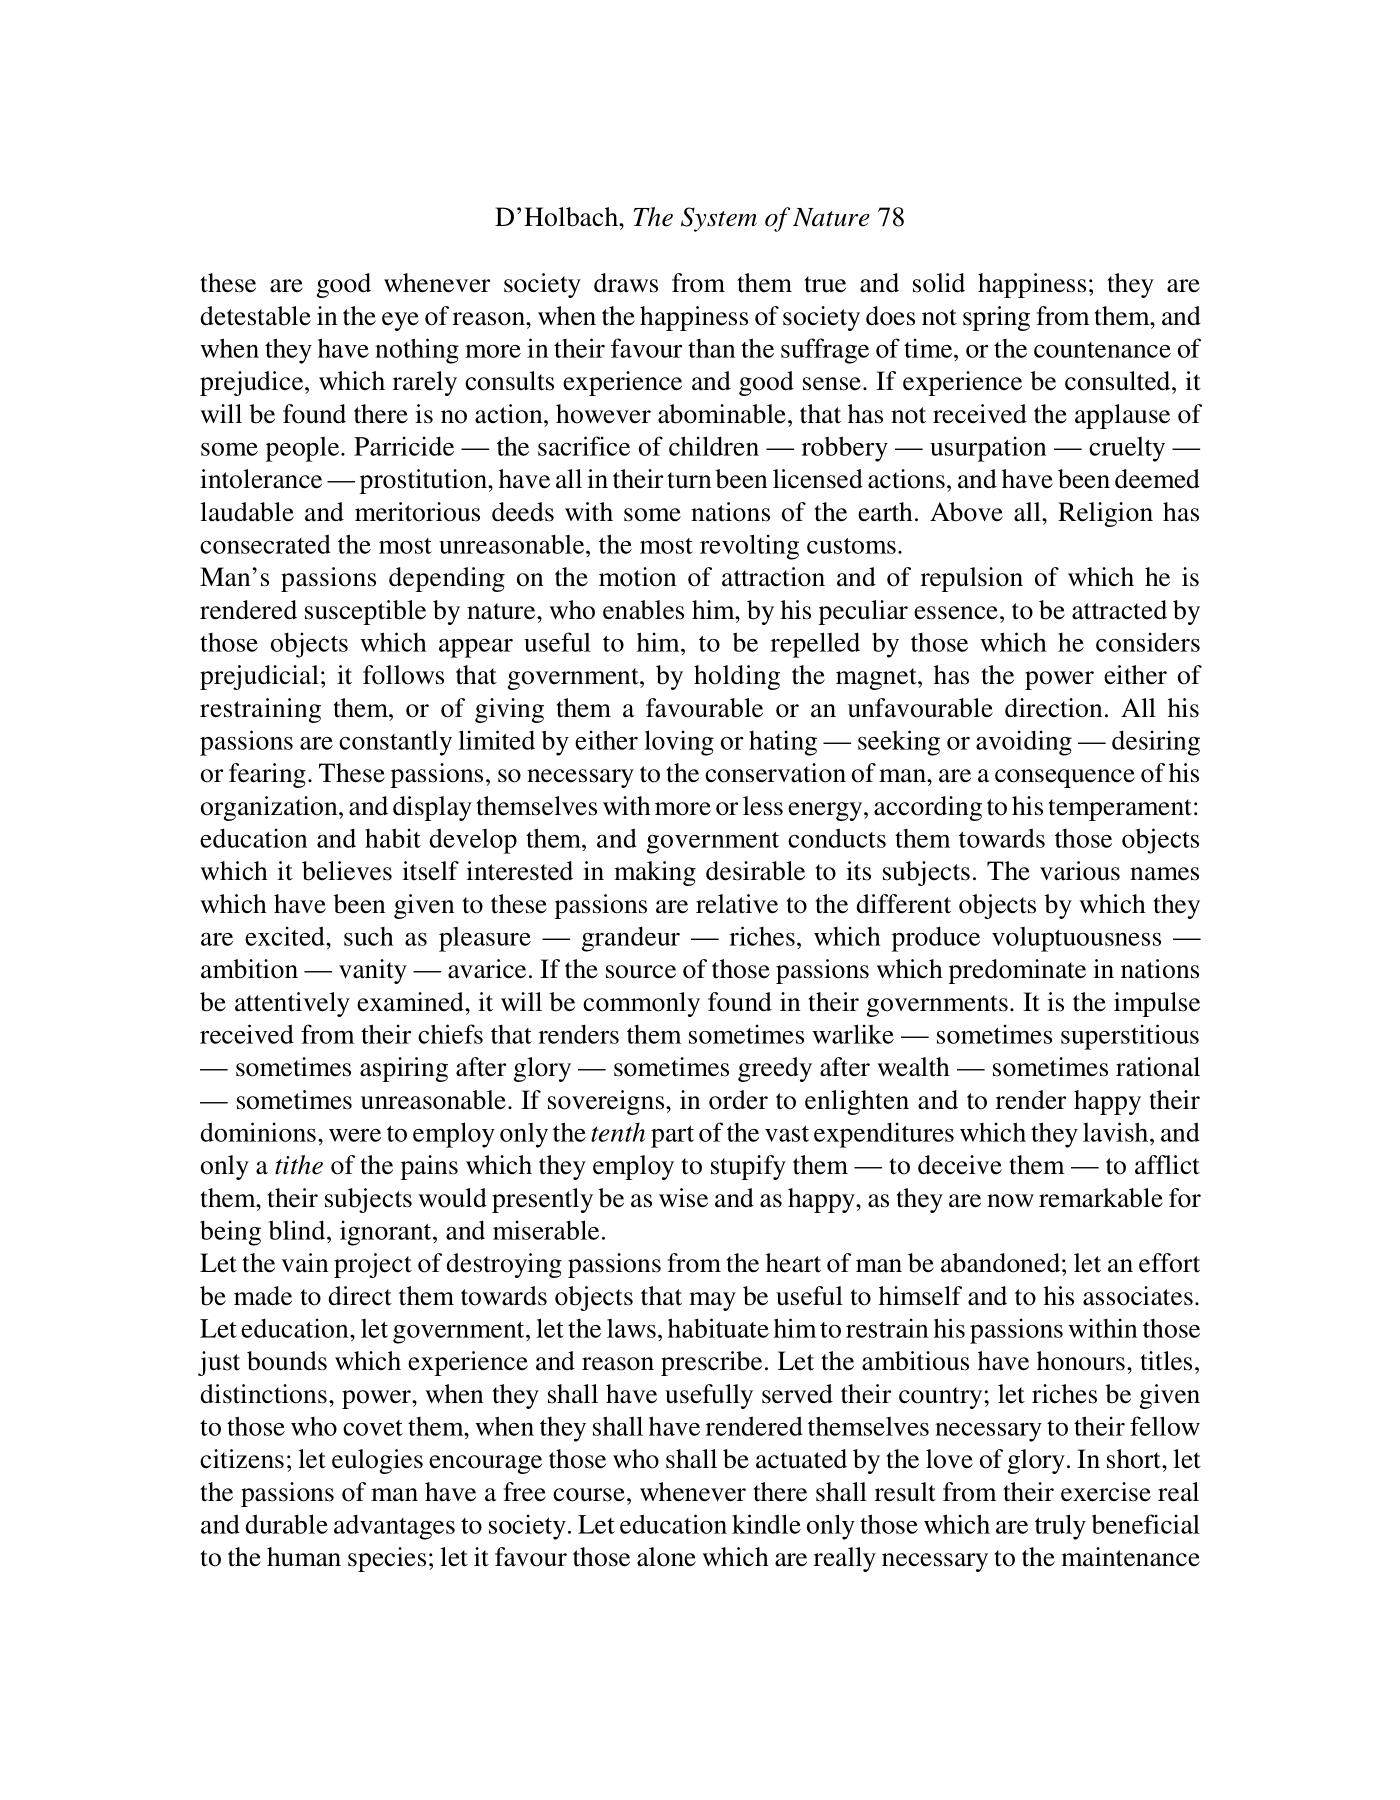 D’Holbach, The System of Nature 78
these are good whenever society draws from them true and solid happiness; they are
detestable in the eye of reason, when the happiness of society does not spring from them, and
when they have nothing more in their favour than the suffrage of time, or the countenance of
prejudice, which rarely consults experience and good sense. If experience be consulted, it
will be found there is no action, however abominable, that has not received the applause of
some people. Parricide — the sacrifice of children — robbery — usurpation — cruelty —
intolerance — prostitution, have all in their turn been licensed actions, and have been deemed
laudable and meritorious deeds with some nations of the earth. Above all, Religion has
consecrated the most unreasonable, the most revolting customs.
Man’s passions depending on the motion of attraction and of repulsion of which he is
rendered susceptible by nature, who enables him, by his peculiar essence, to be attracted by
those objects which appear useful to him, to be repelled by those which he considers
prejudicial; it follows that government, by holding the magnet, has the power either of
restraining them, or of giving them a favourable or an unfavourable direction. All his
passions are constantly limited by either loving or hating — seeking or avoiding — desiring
or fearing. These passions, so necessary to the conservation of man, are a consequence of his
organization, and display themselves with more or less energy, according to his temperament:
education and habit develop them, and government conducts them towards those objects
which it believes itself interested in making desirable to its subjects. The various names
which have been given to these passions are relative to the different objects by which they
are excited, such as pleasure — grandeur — riches, which produce voluptuousness —
ambition — vanity — avarice. If the source of those passions which predominate in nations
be attentively examined, it will be commonly found in their governments. It is the impulse
received from their chiefs that renders them sometimes warlike — sometimes superstitious
— sometimes aspiring after glory — sometimes greedy after wealth — sometimes rational
— sometimes unreasonable. If sovereigns, in order to enlighten and to render happy their
dominions, were to employ only the tenth part of the vast expenditures which they lavish, and
only a tithe of the pains which they employ to stupify them — to deceive them — to afflict
them, their subjects would presently be as wise and as happy, as they are now remarkable for
being blind, ignorant, and miserable.
Let the vain project of destroying passions from the heart of man be abandoned; let an effort
be made to direct them towards objects that may be useful to himself and to his associates.
Let education, let government, let the laws, habituate him to restrain his passions within those
just bounds which experience and reason prescribe. Let the ambitious have honours, titles,
distinctions, power, when they shall have usefully served their country; let riches be given
to those who covet them, when they shall have rendered themselves necessary to their fellow
citizens; let eulogies encourage those who shall be actuated by the love of glory. In short, let
the passions of man have a free course, whenever there shall result from their exercise real
and durable advantages to society. Let education kindle only those which are truly beneficial
to the human species; let it favour those alone which are really necessary to the maintenance